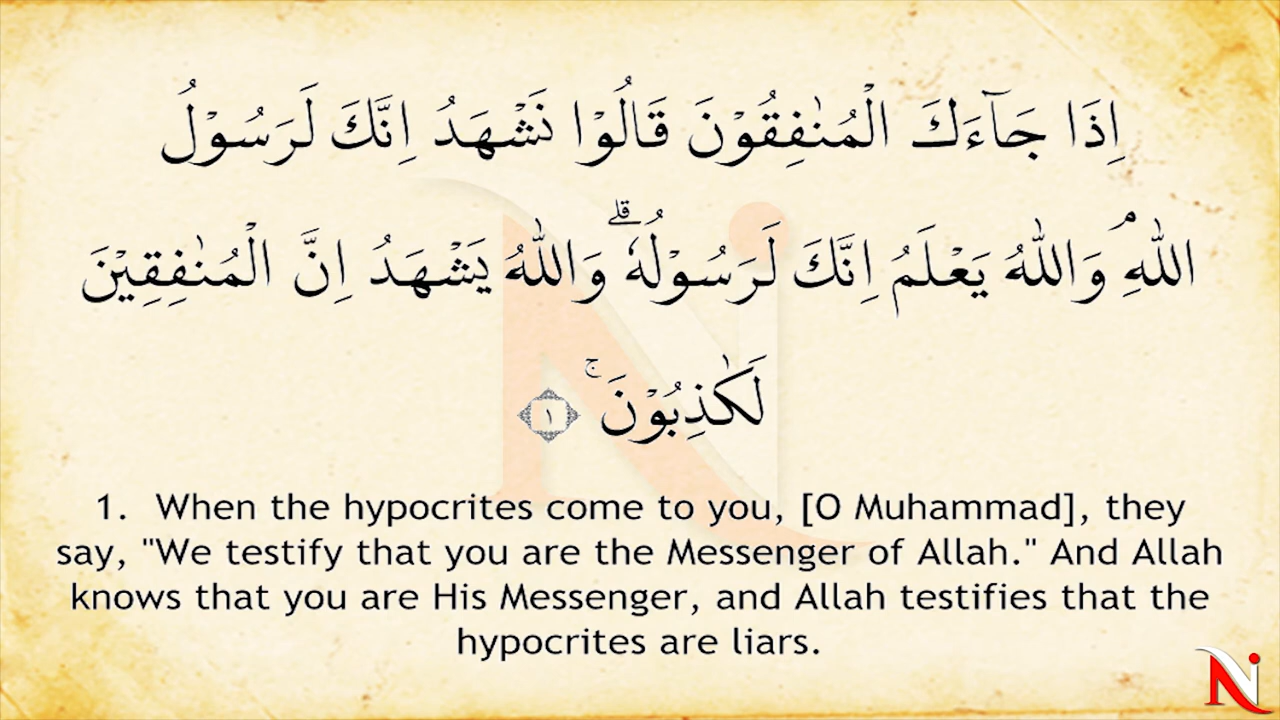 اِذَا جَآءَكَ الْمُنٰفِقُوْنَ قَالُوْا نَشْهَدُ اِنَّكَ لَرَسُوْلُ
اللّٰهِ ۘ وَاللّٰهُ يَعْلَمُ اِنَّكَ لَرَسُوْلُهٗ ۗ وَاللّٰهُ يَشْهَدُ اِنَّ الْمُنٰفِقِيْنَ
لَكٰذِبُوْنَ ۚ ١
1. When the hypocrites come to you, [O Muhammad], they
say, "We testify that you are the Messenger of Allah." And Allah
knows that you are His Messenger, and Allah testifies that the
hypocrites are liars.